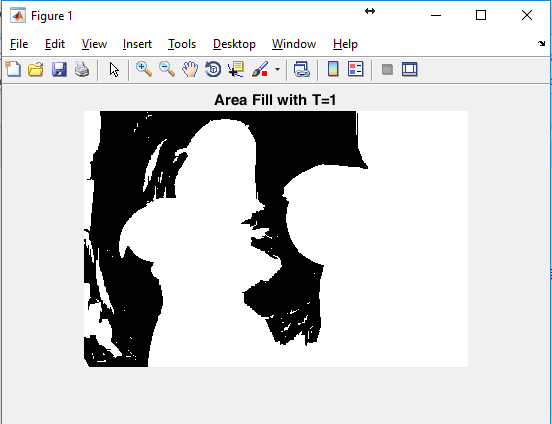 Figure 1
File Edit View Insert Tools Desktop Window Help
Area Fill with T=1